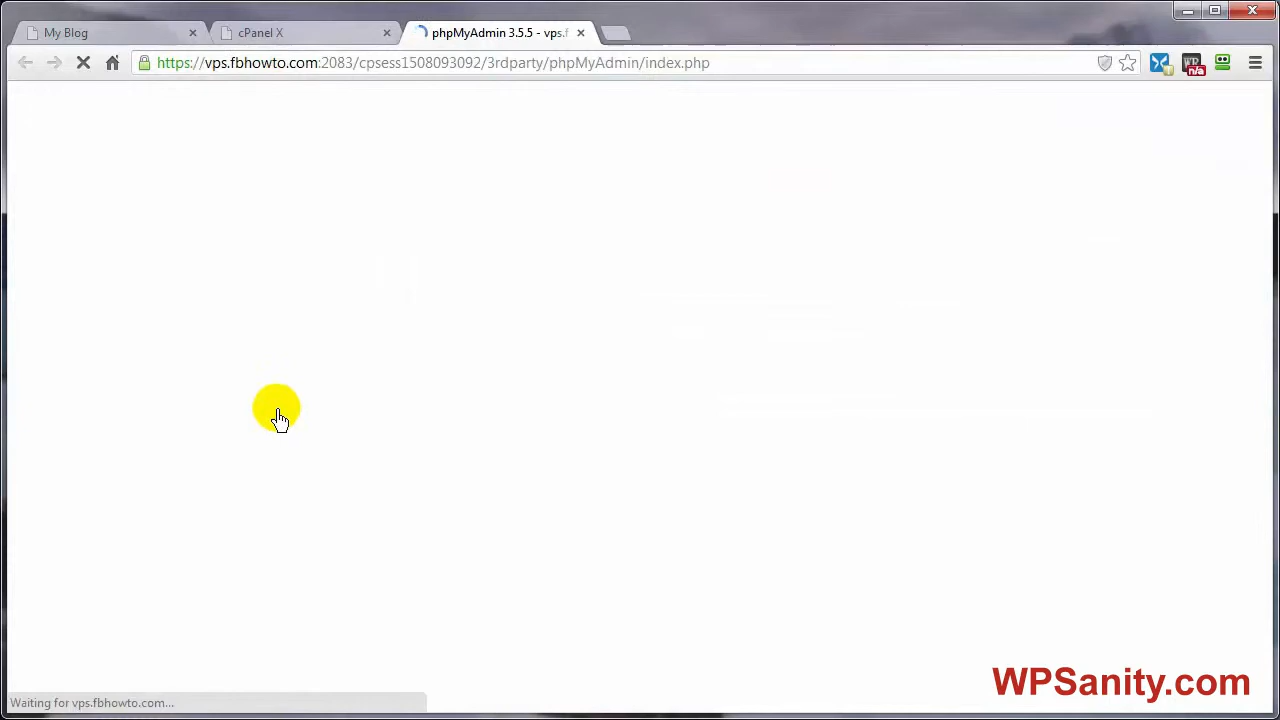 My Blog
cPanel X
phpMyAdmin 3.5.5 - vps.f
https://vps.fbhowto.com:2083/cpsess1508093092/3rdparty/phpMyAdmin/index.php
WR
n/a
Waiting for vps.fbhowto.com...
WPSanity.com